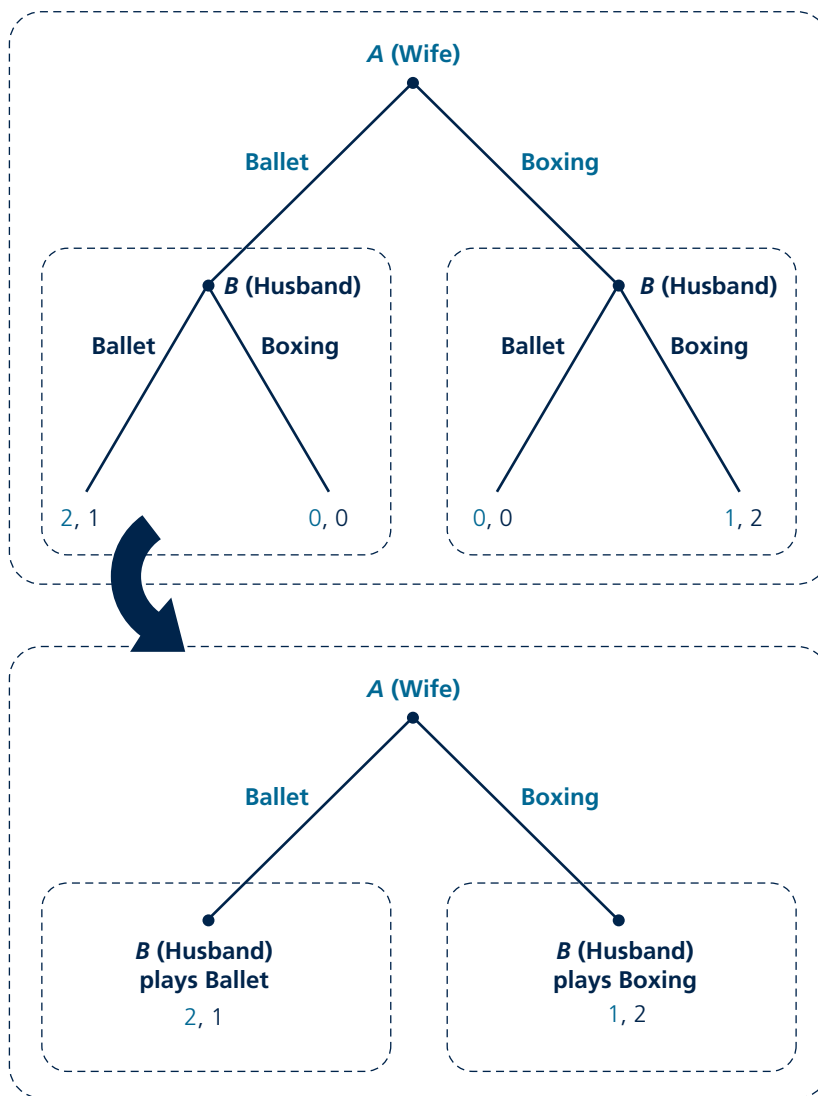 A (Wife)
Ballet
Boxing
B (Husband)
B (Husband)
Ballet
Boxing
Ballet
Boxing
2, 1
0, 0
0, 0
1, 2
A (Wife)
Ballet
Boxing
B (Husband)
plays Ballet
2, 1
B (Husband)
plays Boxing
1, 2